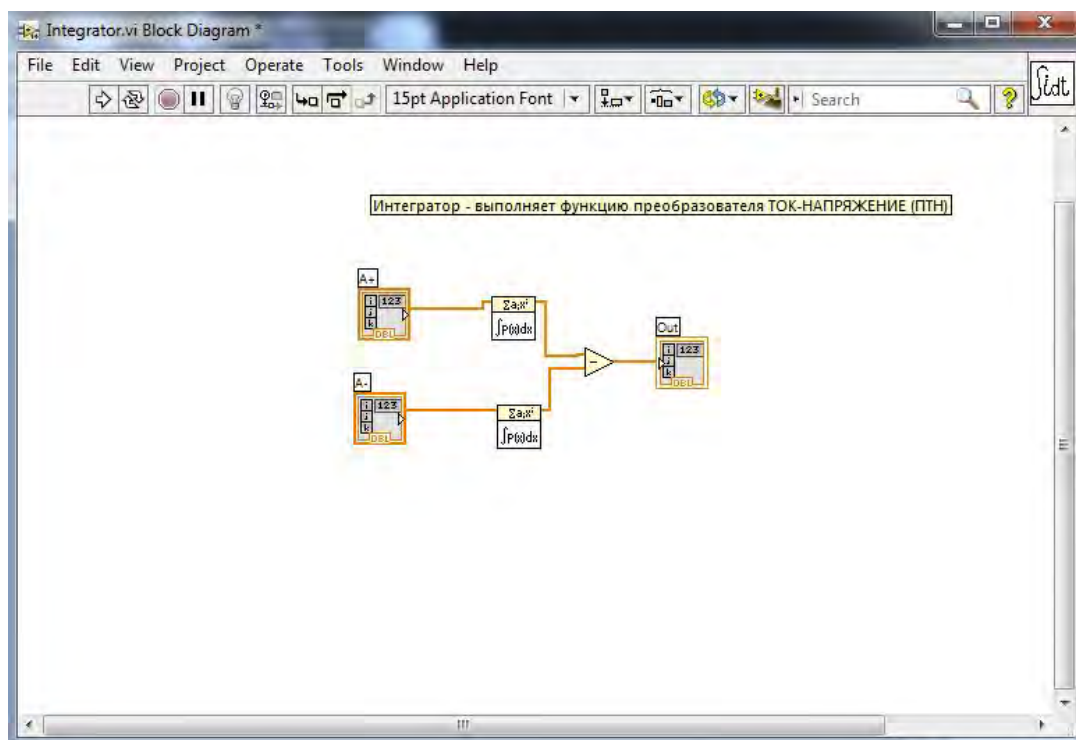 Integrator.vi Block Diagram *
File Edit View Project Operate Tools Window Help
15pt Application Font
Search
∫idt
Интегратор - выполняет функцию преобразователя ТОК-НАПРЯЖЕНИЕ (ПТН)
A+
i 123
j
k
DBL
Σaᵢxⁱ
∫P(x)dx
Out
i 123
j
k
DBL
A-
i 123
j
k
DBL
Σaᵢxⁱ
∫P(x)dx